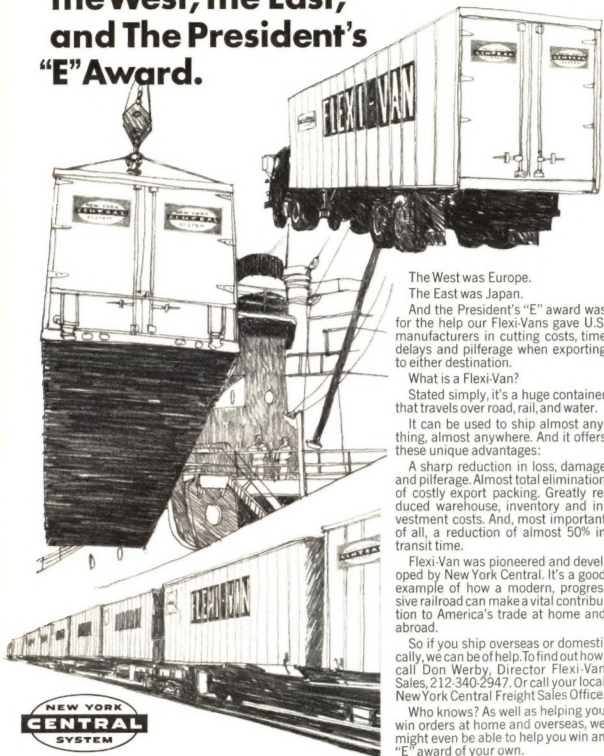 the West, the East,
and The President's
"E" Award.
FLEXI-VAN
NEW YORK
CENTRAL
SYSTEM
NEW YORK
CENTRAL
SYSTEM
The West was Europe.
The East was Japan.
And the President's "E" award was
for the help our Flexi-Vans gave U.S
manufacturers in cutting costs, time
delays and pilferage when exporting
to either destination.
What is a Flexi-Van?
Stated simply, it's a huge container
that travels over road, rail, and water.
It can be used to ship almost any
thing, almost anywhere. And it offers
these unique advantages:
A sharp reduction in loss, damage
and pilferage. Almost total elimination
of costly export packing. Greatly re
duced warehouse, inventory and in
vestment costs. And, most important
of all, a reduction of almost 50% in
transit time.
Flexi-Van was pioneered and devel
oped by New York Central. It's a good
example of how a modern, progres
sive railroad can make a vital contribu
tion to America's trade at home and
abroad.
So if you ship overseas or domesti
cally, we can be of help. To find out how
call Don Werby, Director Flexi-Van
Sales, 212-340-2947. Or call your local
New York Central Freight Sales Office.
Who knows? As well as helping you
win orders at home and overseas, we
might even be able to help you win an
"E" award of your own.
FLEXI-VAN
NEW YORK
CENTRAL
SYSTEM